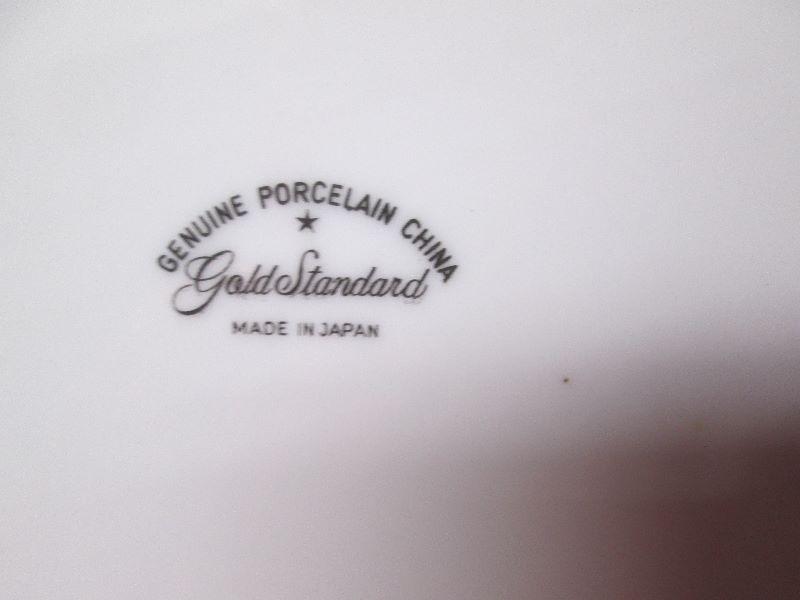 GENUINE PORCELAIN CHINA
Gold Standard
MADE IN JAPAN